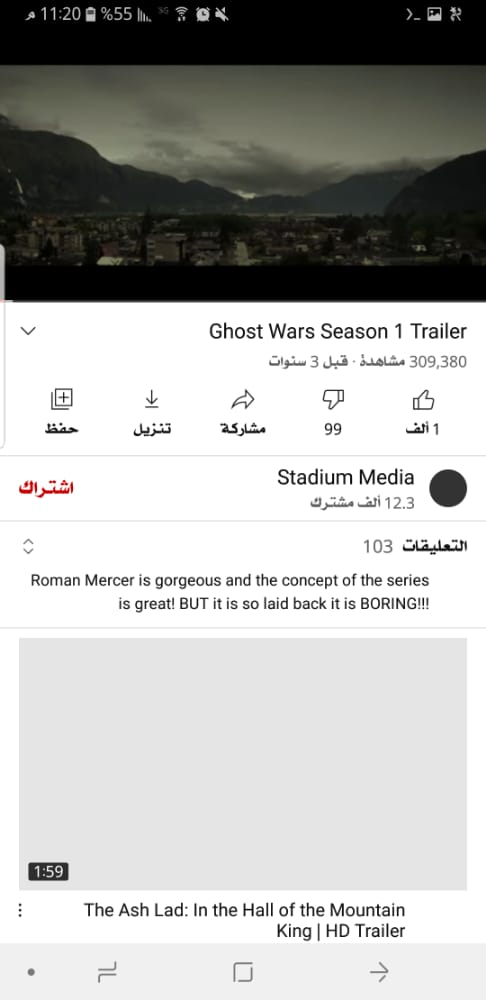 11:20 م %55 3G
Ghost Wars Season 1 Trailer
309,380 مشاهدة · قبل 3 سنوات
1 ألف
99
مشاركة
تنزيل
حفظ
Stadium Media
12.3 ألف مشترك
اشتراك
التعليقات 103
Roman Mercer is gorgeous and the concept of the series
is great! BUT it is so laid back it is BORING!!!
1:59
The Ash Lad: In the Hall of the Mountain
King | HD Trailer